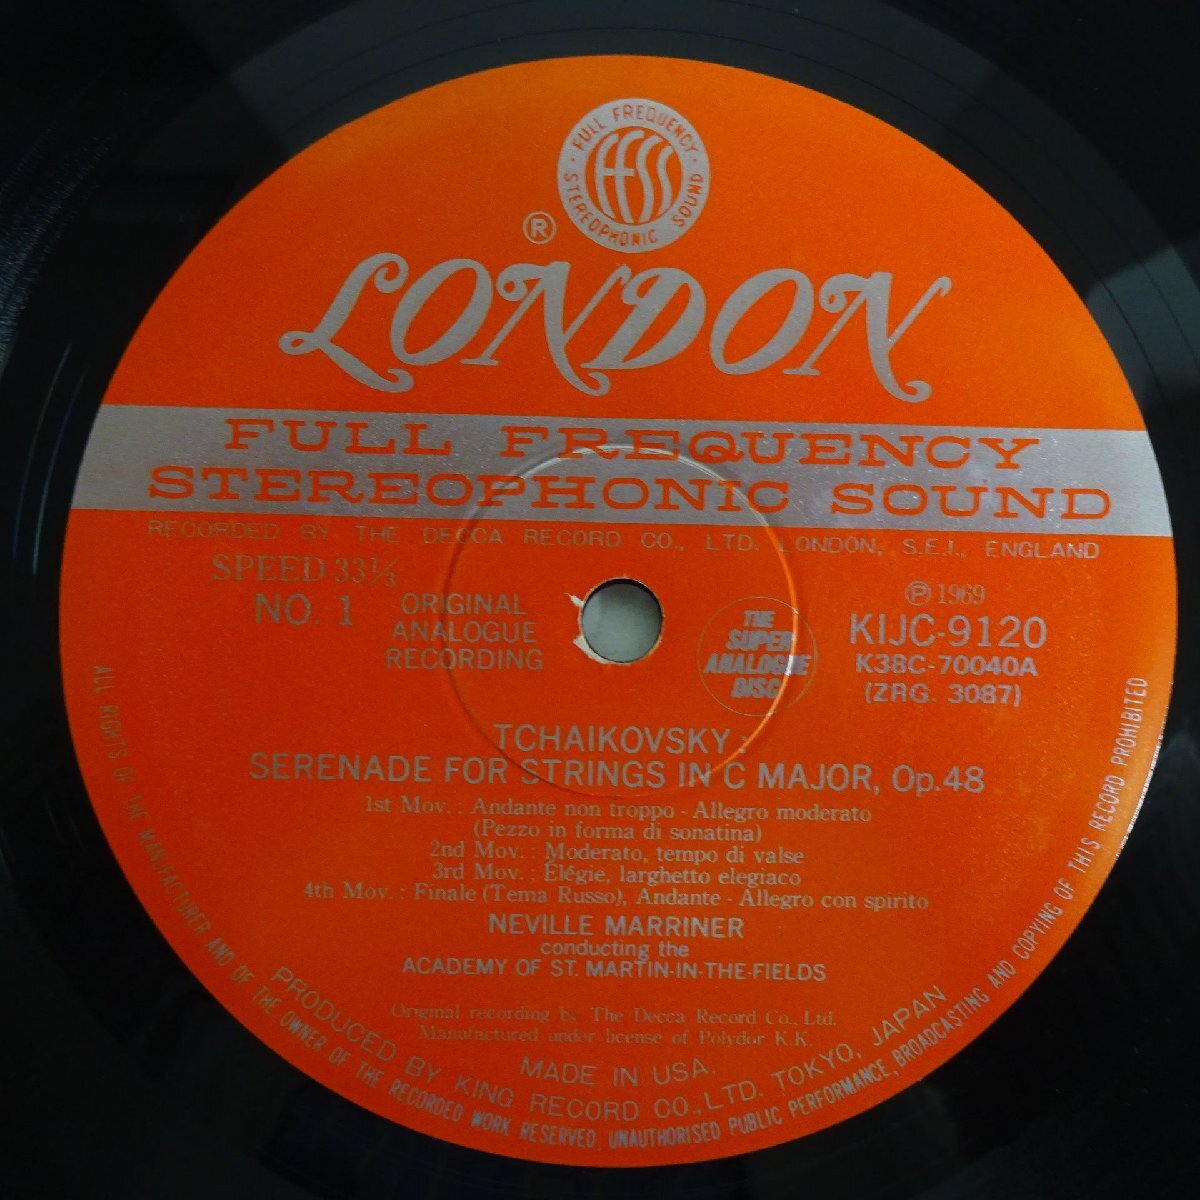 FULL FREQUENCY
ffss
STEREOPHONIC SOUND
®
LONDON
FULL FREQUENCY
STEREOPHONIC SOUND
RECORDED BY THE DECCA RECORD CO., LTD. LONDON, S.E.I., ENGLAND
SPEED 33⅓
NO. 1
ORIGINAL
ANALOGUE
RECORDING
THE
SUPER
ANALOGUE
DISC
℗ 1969
KIJC-9120
K38C-70040A
(ZRG. 3087)
TCHAIKOVSKY:
SERENADE FOR STRINGS IN C MAJOR, Op.48
1st Mov. : Andante non troppo - Allegro moderato
(Pezzo in forma di sonatina)
2nd Mov. : Moderato, tempo di valse
3rd Mov. : Élégie, larghetto elegiaco
4th Mov. : Finale (Tema Russo), Andante - Allegro con spirito
NEVILLE MARRINER
conducting the
ACADEMY OF ST. MARTIN-IN-THE-FIELDS
Original recording by The Decca Record Co., Ltd.
Manufactured under license of Polydor K.K.
MADE IN USA.
PRODUCED BY KING RECORD CO., LTD. TOKYO, JAPAN
ALL RIGHTS OF THE MANUFACTURER AND OF THE OWNER OF THE RECORDED WORK RESERVED, UNAUTHORISED PUBLIC PERFORMANCE, BROADCASTING AND COPYING OF THIS RECORD PROHIBITED